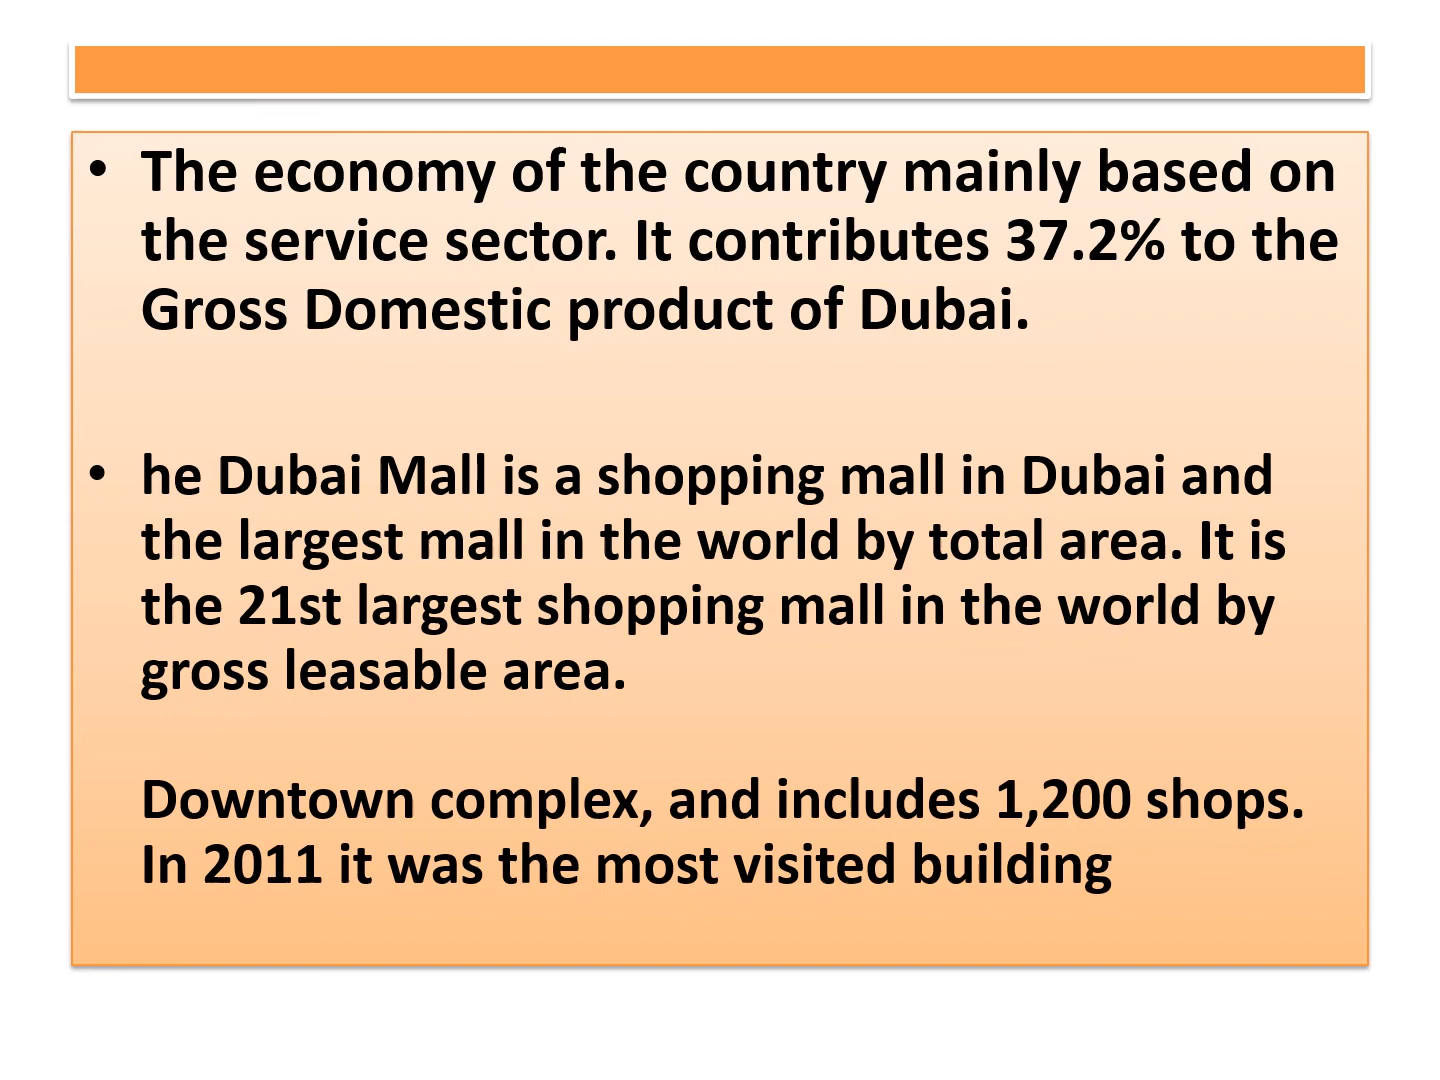 • The economy of the country mainly based on
the service sector. It contributes 37.2% to the
Gross Domestic product of Dubai.
• he Dubai Mall is a shopping mall in Dubai and
the largest mall in the world by total area. It is
the 21st largest shopping mall in the world by
gross leasable area.
Downtown complex, and includes 1,200 shops.
In 2011 it was the most visited building